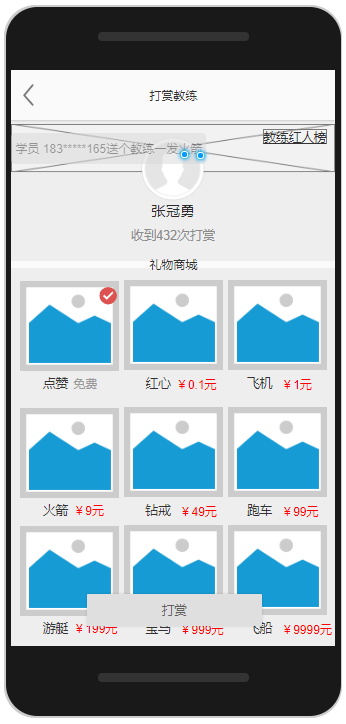 打赏教练
教练红人榜
学员 183*****165送个教练一发火箭
张冠勇
收到432次打赏
礼物商城
点赞 免费 红心 ¥0.1元 飞机 ¥1元
火箭 ¥9元 钻戒 ¥49元 跑车 ¥99元
打赏
游艇 ¥199元 宝马 ¥999元 飞船 ¥9999元